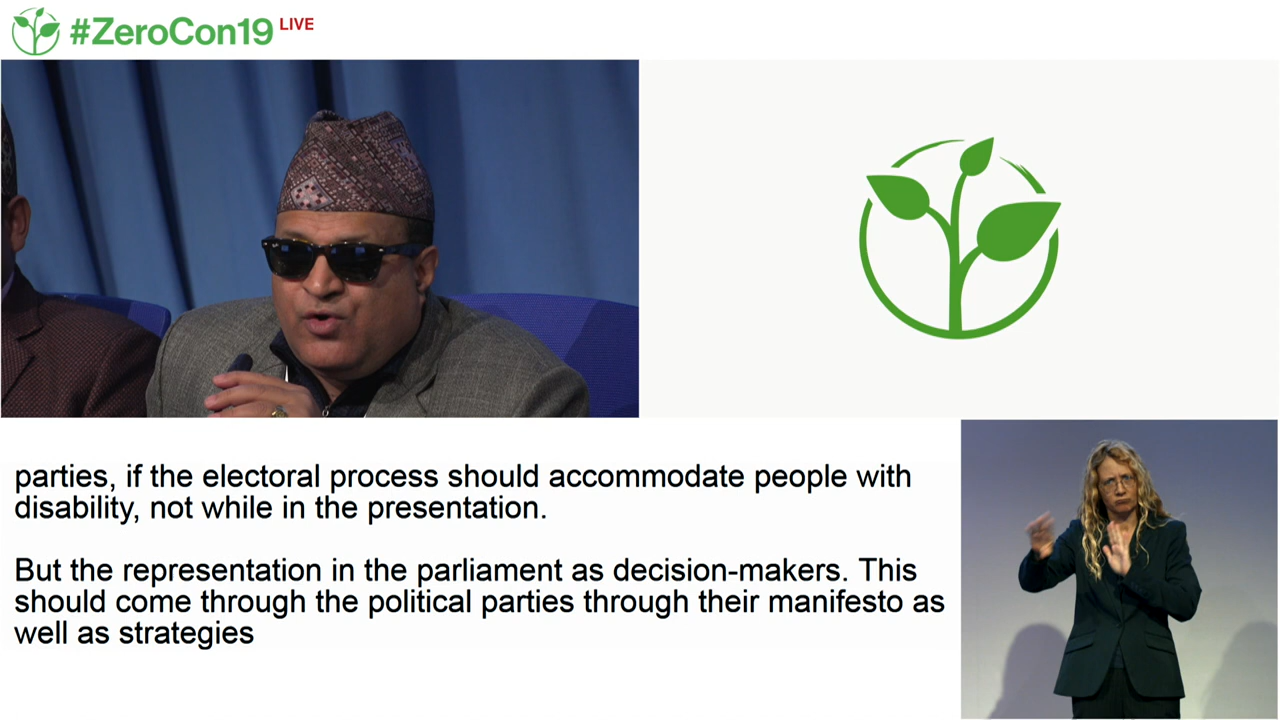 #ZeroCon19 LIVE
parties, if the electoral process should accommodate people with
disability, not while in the presentation.
But the representation in the parliament as decision-makers. This
should come through the political parties through their manifesto as
well as strategies